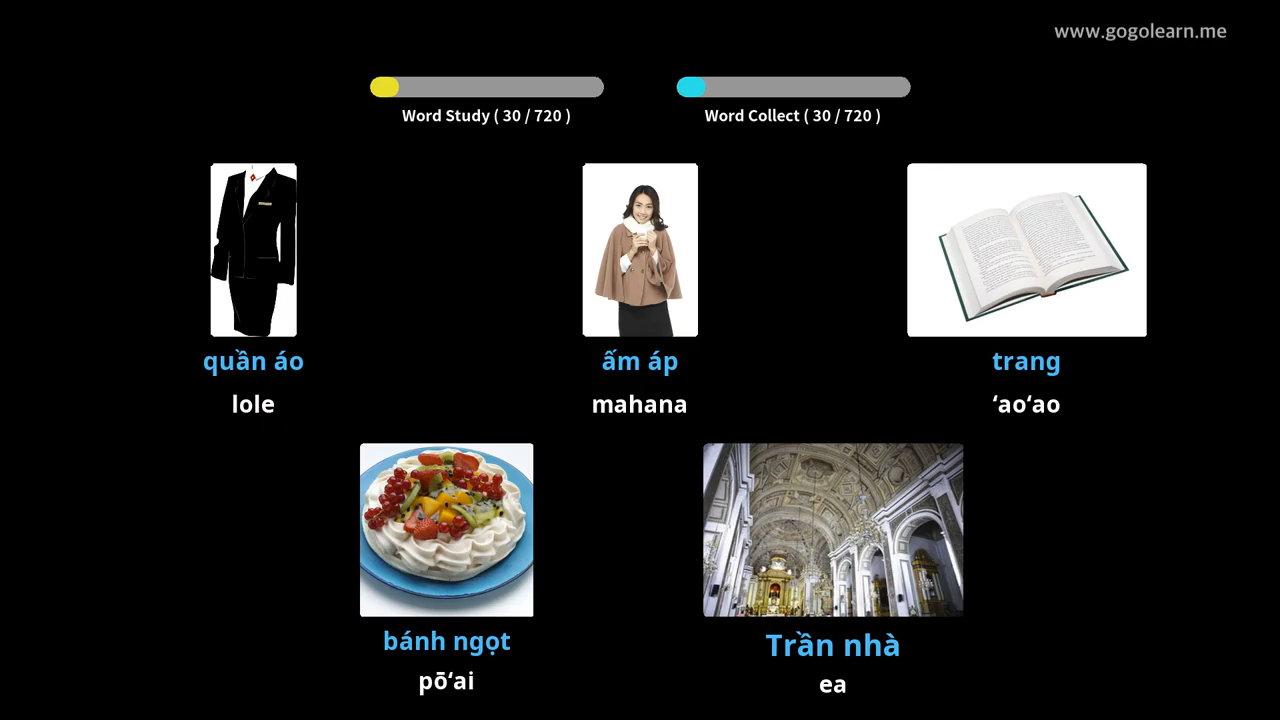 www.gogolearn.me
Word Study ( 30 / 720 )
Word Collect ( 30 / 720 )
quần áo
lole
ấm áp
mahana
trang
ʻaoʻao
bánh ngọt
pōʻai
Trần nhà
ea